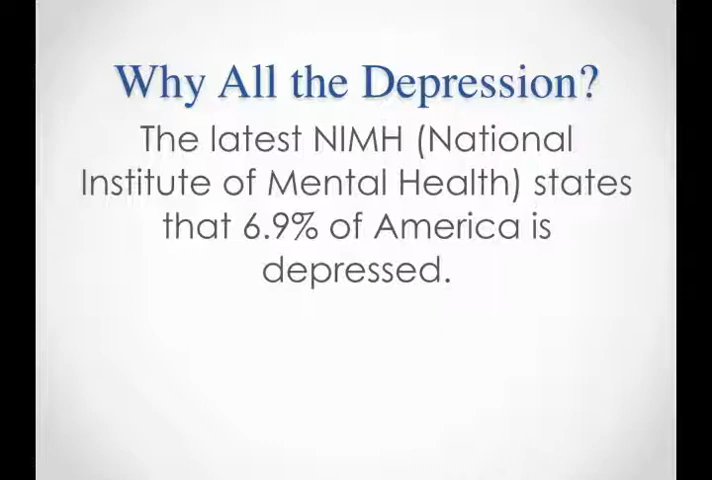 Why All the Depression?
The latest NIMH (National
Institute of Mental Health) states
that 6.9% of America is
depressed.